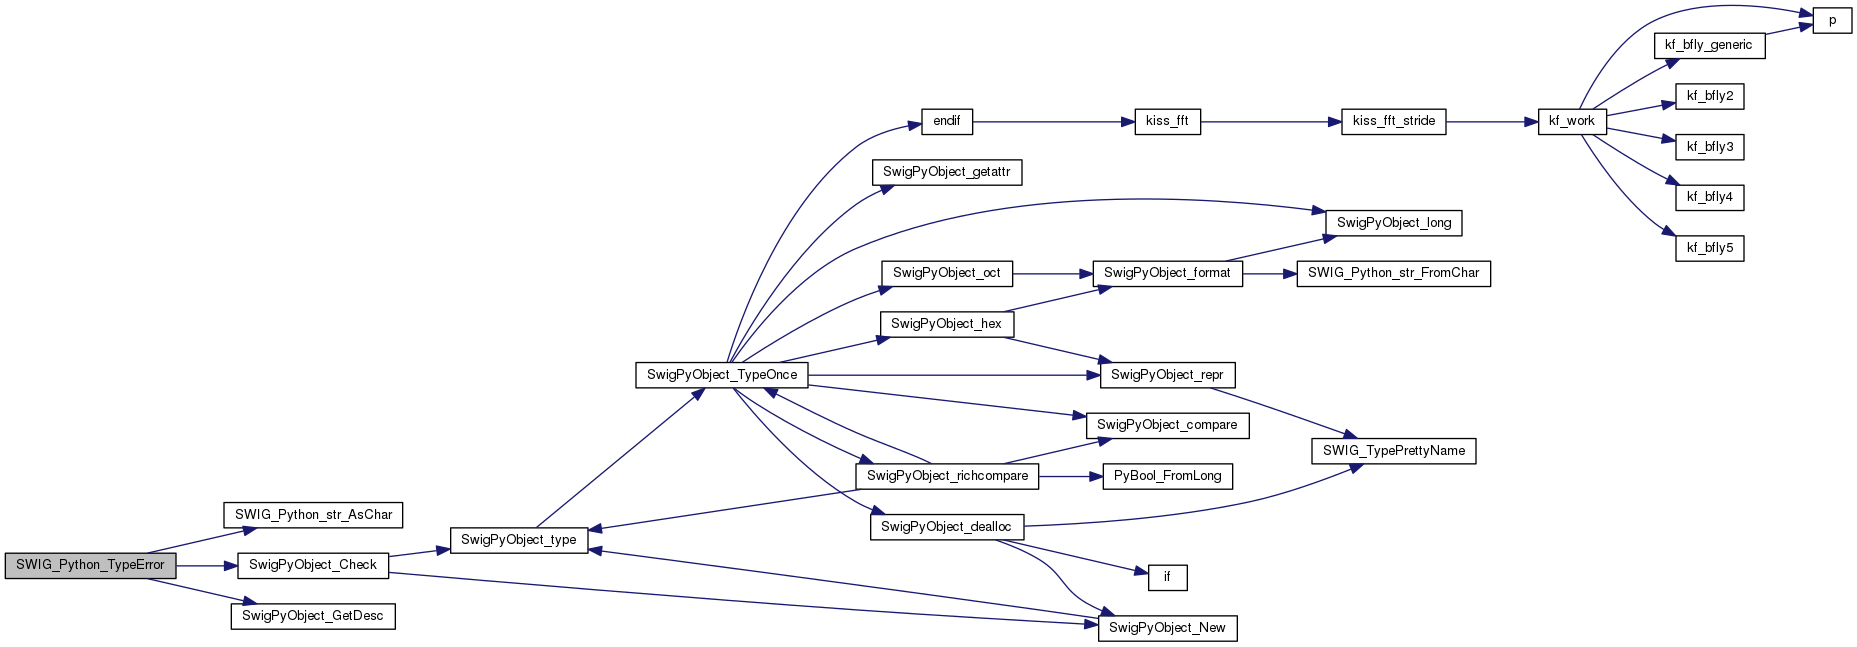 p
kf_bfly_generic
kf_bfly2
endif
kiss_fft
kiss_fft_stride
kf_work
kf_bfly3
SwigPyObject_getattr
kf_bfly4
SwigPyObject_long
kf_bfly5
SwigPyObject_oct
SwigPyObject_format
SWIG_Python_str_FromChar
SwigPyObject_hex
SwigPyObject_TypeOnce
SwigPyObject_repr
SwigPyObject_compare
SWIG_TypePrettyName
SwigPyObject_richcompare
PyBool_FromLong
SWIG_Python_str_AsChar
SwigPyObject_dealloc
SwigPyObject_type
SWIG_Python_TypeError
SwigPyObject_Check
if
SwigPyObject_GetDesc
SwigPyObject_New